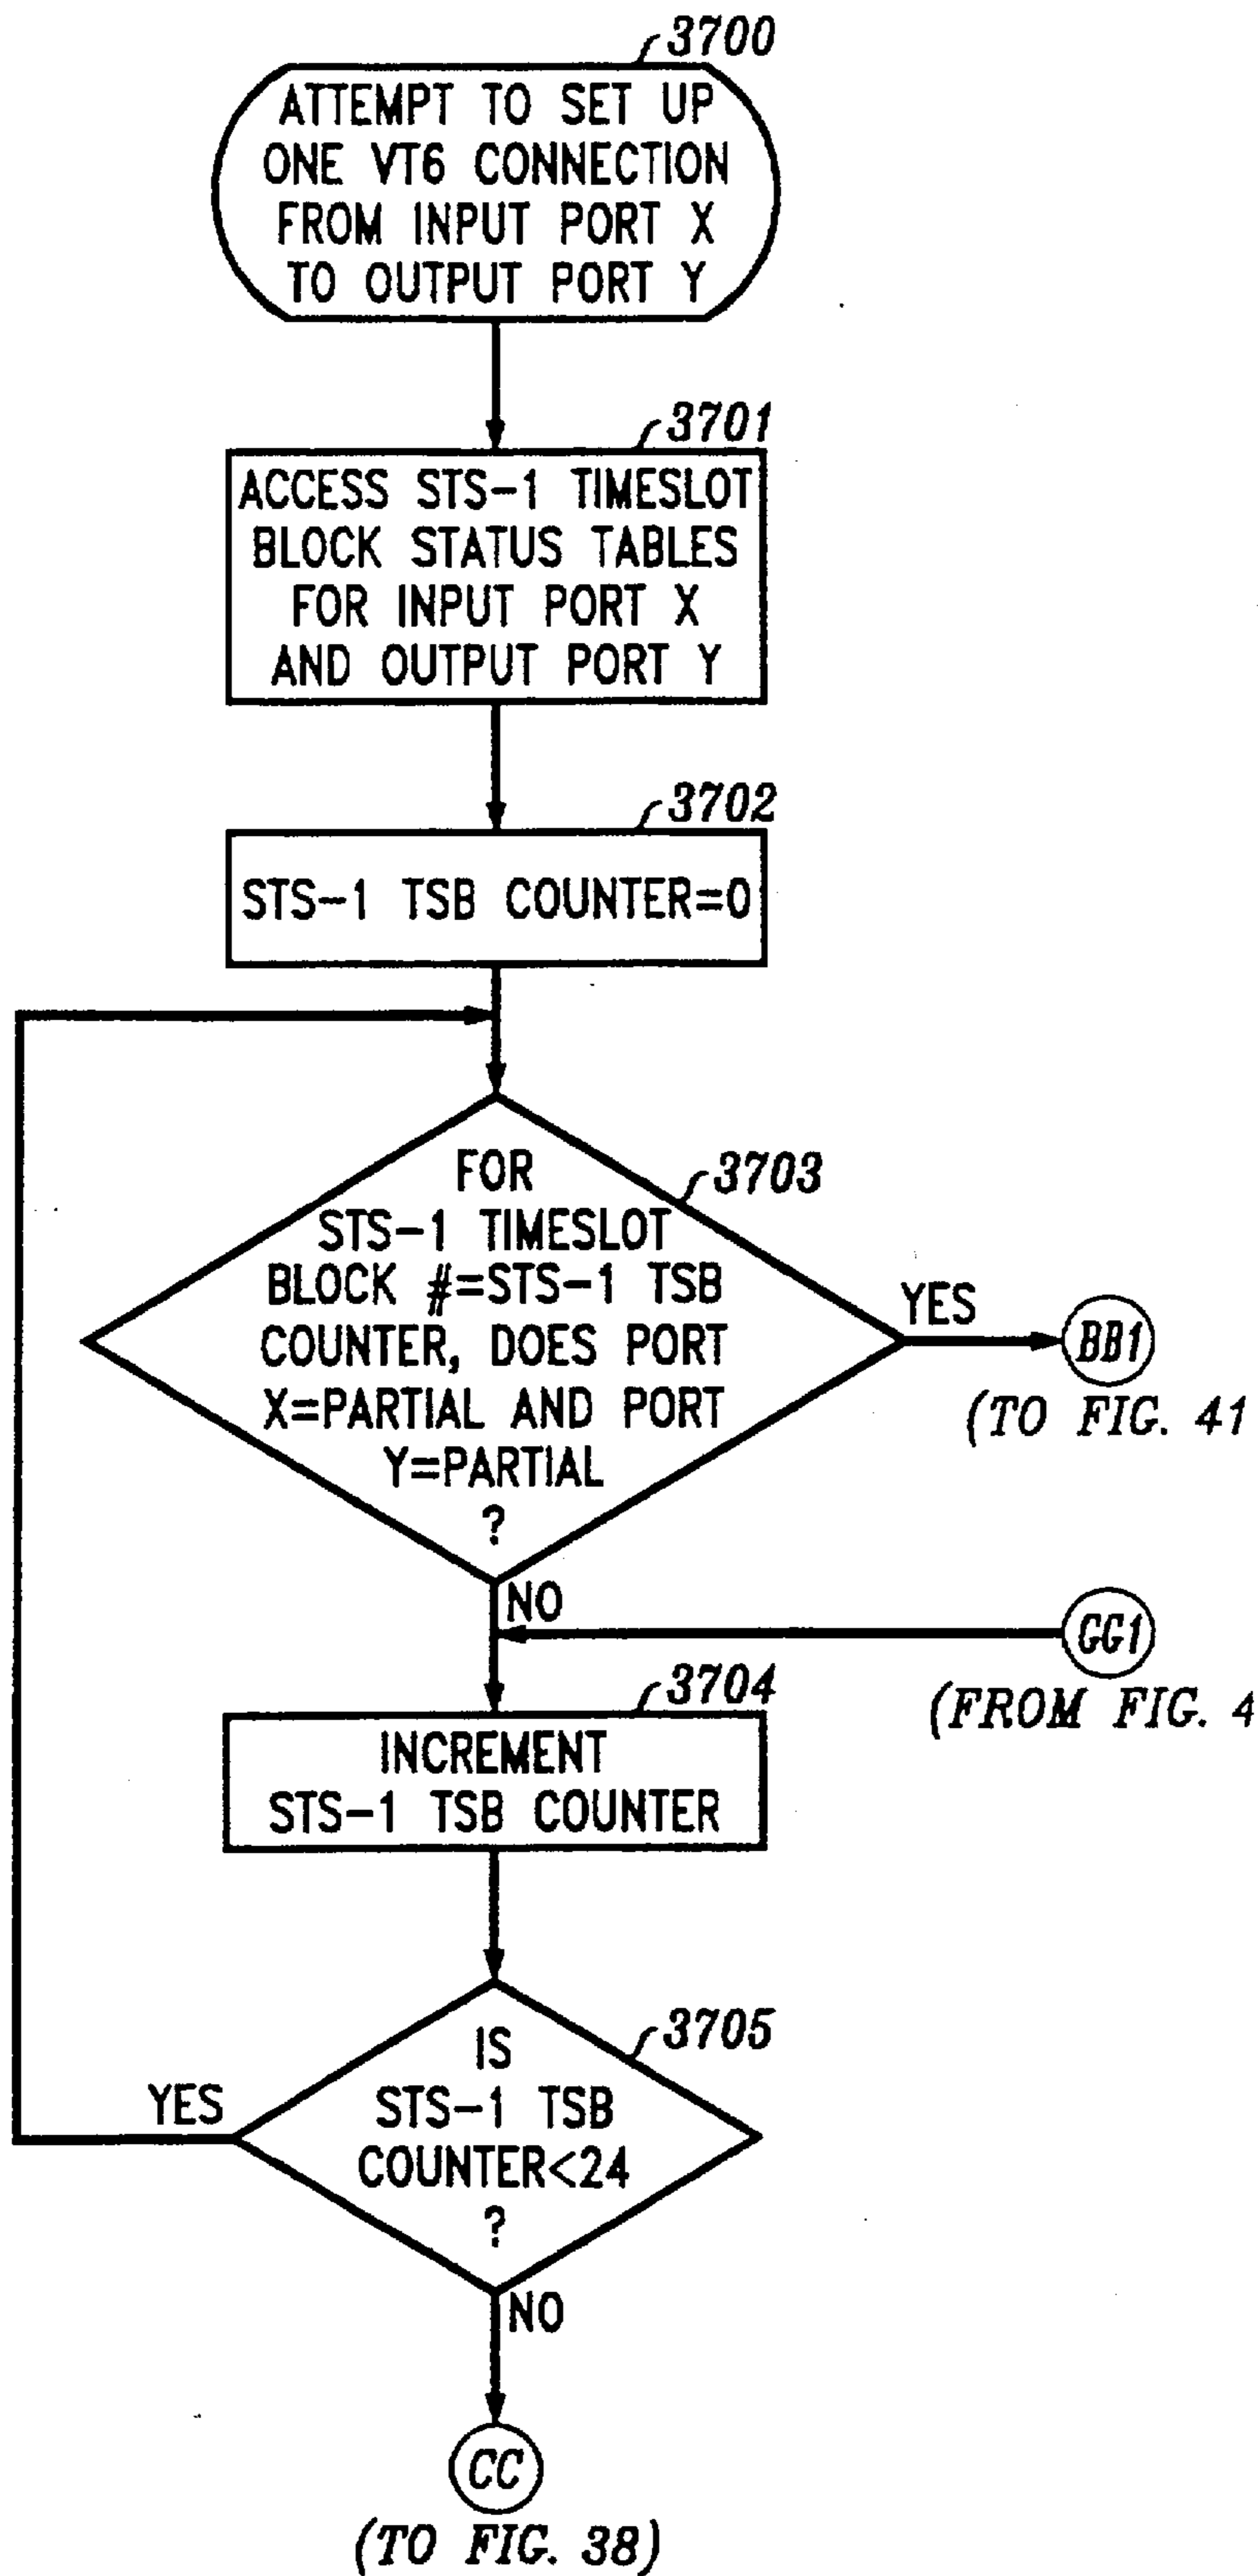 3700
ATTEMPT TO SET UP
ONE VT6 CONNECTION
FROM INPUT PORT X
TO OUTPUT PORT Y
3701
ACCESS STS-1 TIMESLOT
BLOCK STATUS TABLES
FOR INPUT PORT X
AND OUTPUT PORT Y
3702
STS-1 TSB COUNTER=0
3703
FOR
STS-1 TIMESLOT
BLOCK #=STS-1 TSB
COUNTER, DOES PORT
X=PARTIAL AND PORT
Y=PARTIAL
?
YES
BB1
(TO FIG. 41
NO
GG1
(FROM FIG. 4
3704
INCREMENT
STS-1 TSB COUNTER
3705
IS
STS-1 TSB
COUNTER<24
?
YES
NO
CC
(TO FIG. 38)